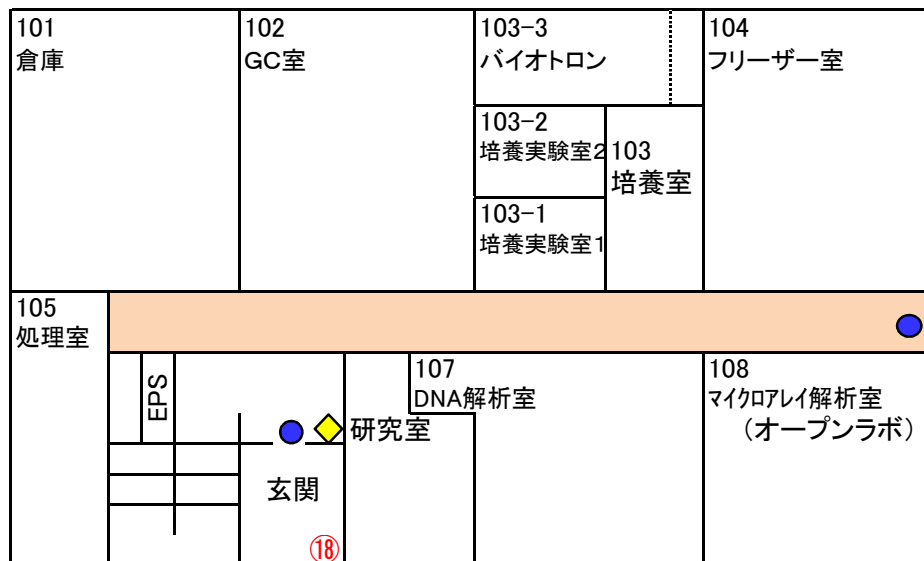 101
倉庫
102
GC室
103-3
バイオトロン
104
フリーザー室
103-2
培養実験室2
103
培養室
103-1
培養実験室1
105
処理室
EPS
107
DNA解析室
108
マイクロアレイ解析室
（オープンラボ）
研究室
玄関
⑱